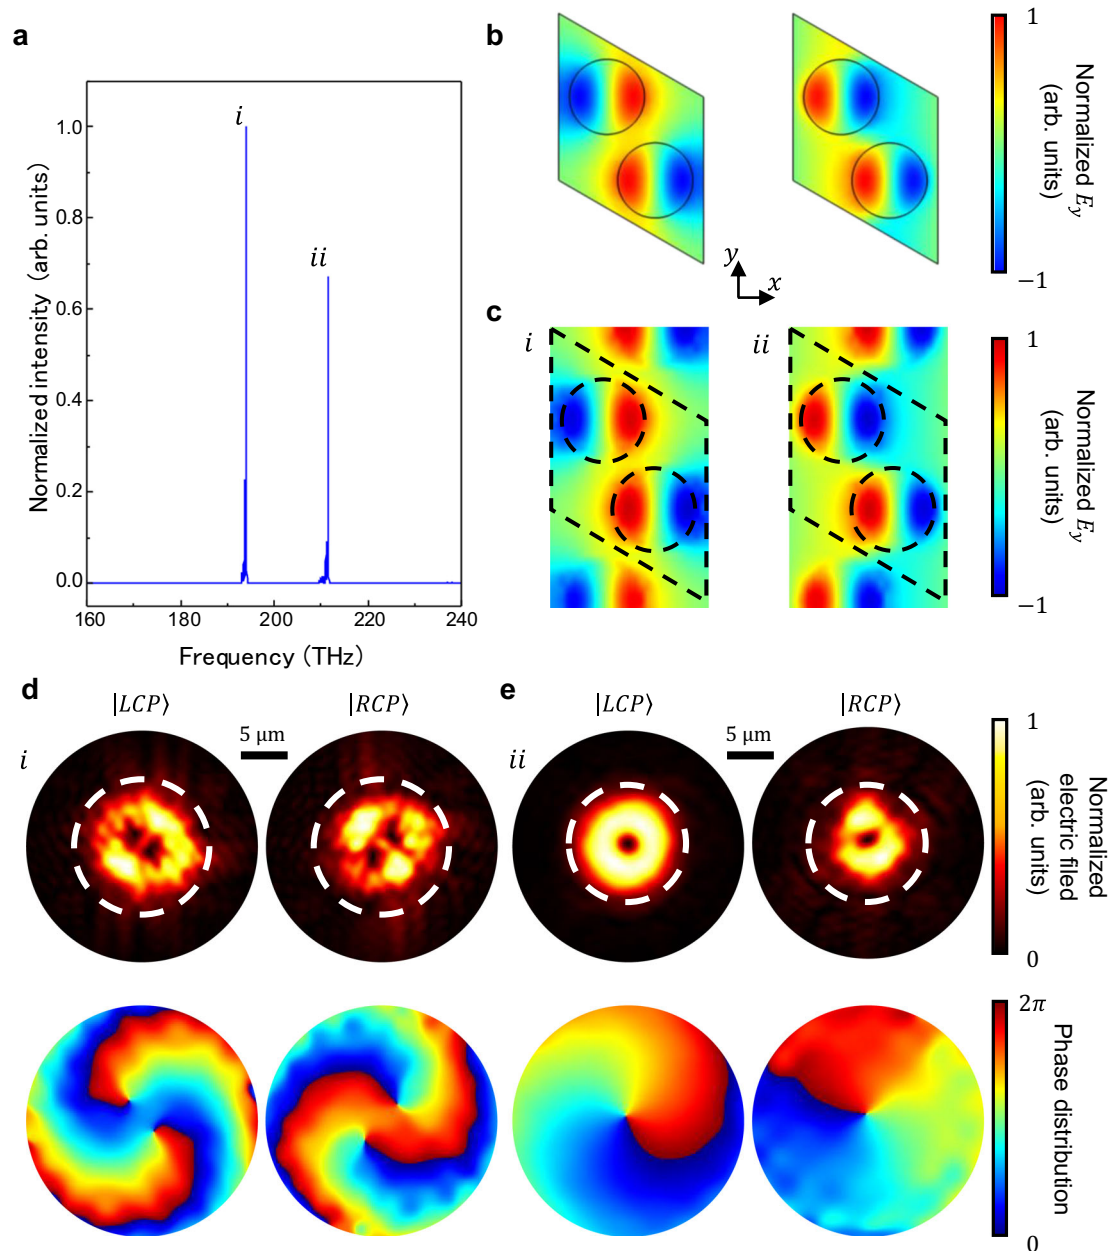 a
Normalized intensity (arb. units)
1.0
0.8
0.6
0.4
0.2
0.0
160
180
200
220
240
Frequency (THz)
i
ii
b
1
−1
Normalized E_y
(arb. units)
y
x
c
i
ii
1
−1
Normalized E_y
(arb. units)
d
|LCP⟩
|RCP⟩
i
5 μm
e
|LCP⟩
|RCP⟩
ii
5 μm
1
0
Normalized
electric filed
(arb. units)
2π
0
Phase distribution